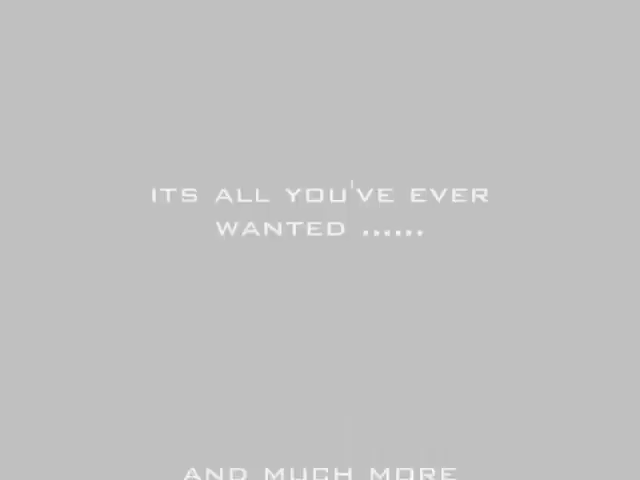 ITS ALL YOU'VE EVER
WANTED ......
AND MUCH MORE